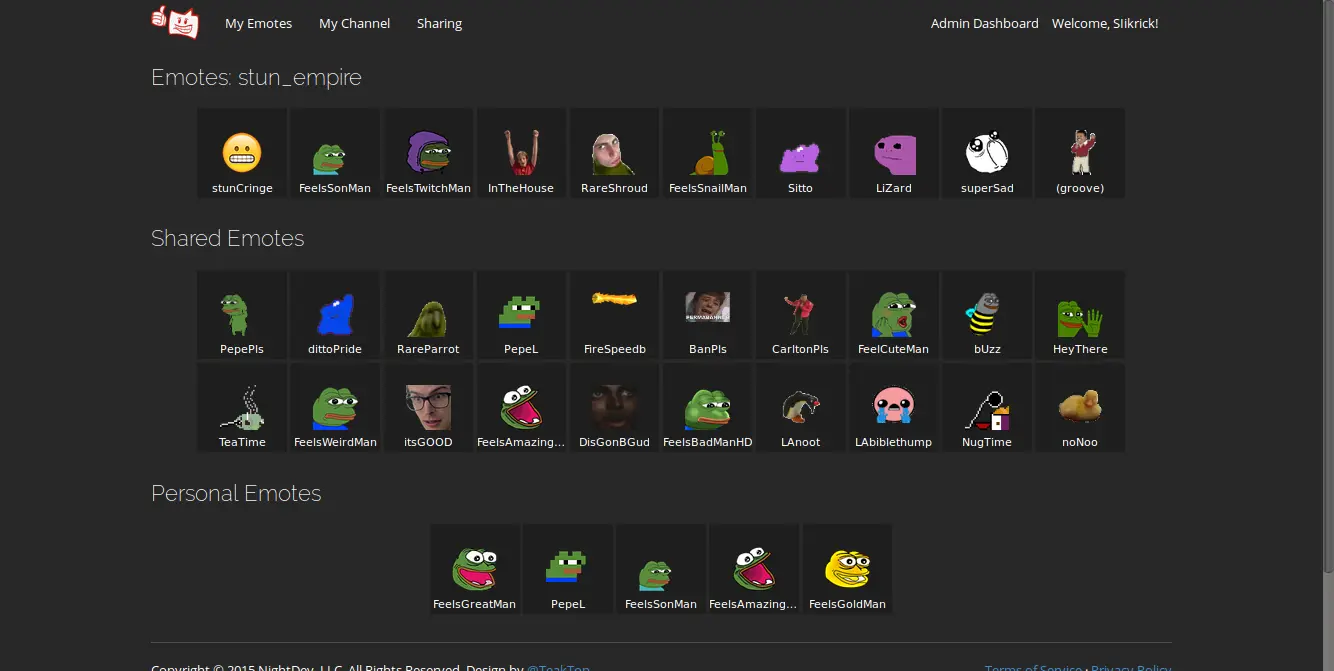 My Emotes My Channel Sharing Admin Dashboard Welcome, Slikrick!
Emotes: stun_empire
stunCringe FeelsSonMan FeelsTwitchMan InTheHouse RareShroud FeelsSnailMan Sitto LiZard superSad (groove)
Shared Emotes
PERMABANNED
PepePls dittoPride RareParrot PepeL FireSpeedb BanPls CarltonPls FeelCuteMan bUzz HeyThere
TeaTime FeelsWeirdMan itsGOOD FeelsAmazing... DisGonBGud FeelsBadManHD LAnoot LAbiblethump NugTime noNoo
Personal Emotes
FeelsGreatMan PepeL FeelsSonMan FeelsAmazing... FeelsGoldMan
Copyright © 2015 NightDev, LLC. All Rights Reserved. Design by @TeakTop Terms of Service · Privacy Policy